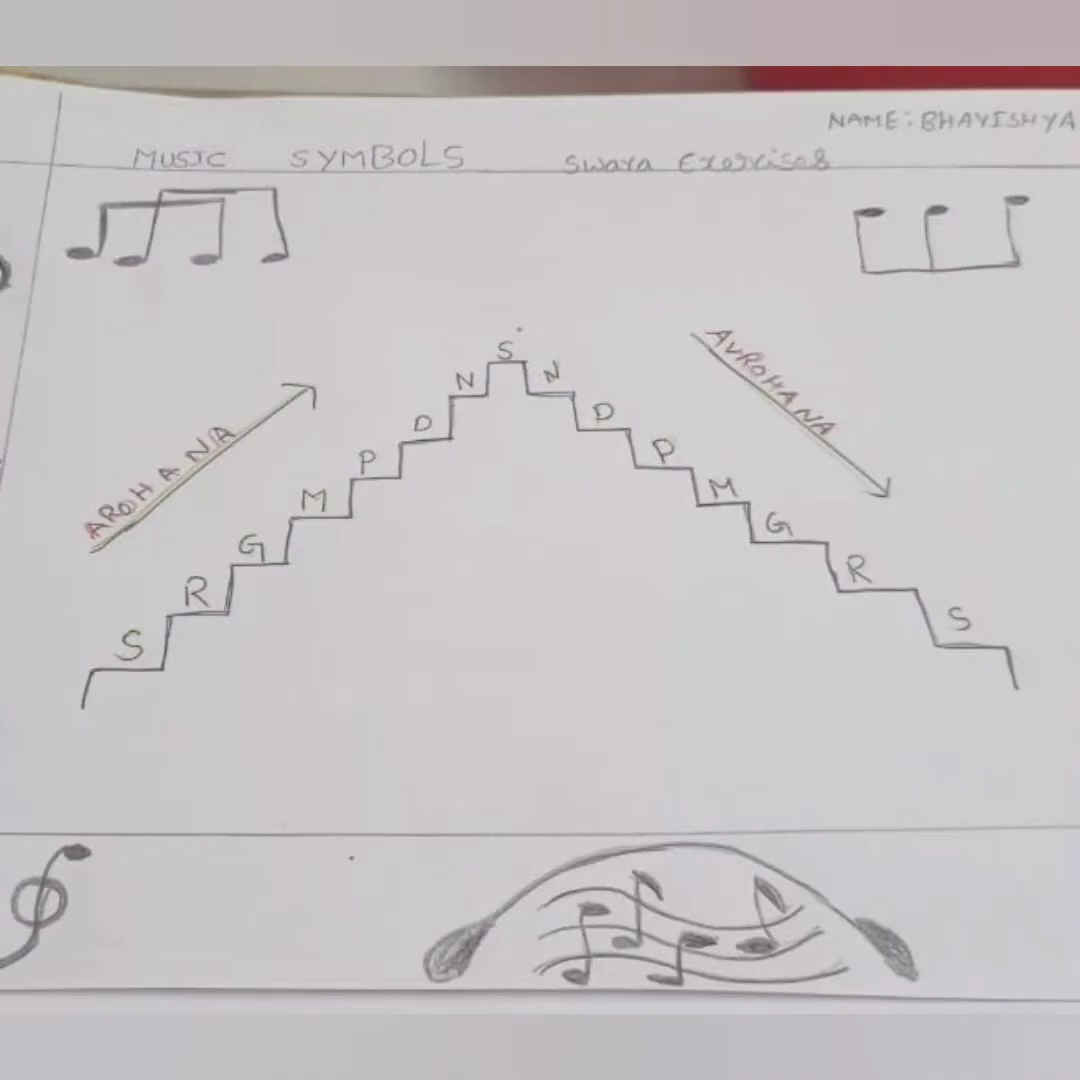 NAME: BHAVISHYA
MUSIC SYMBOLS Swara Exercises
AROHANA
AVROHANA
S R G M P D N Ṡ N D P M G R S